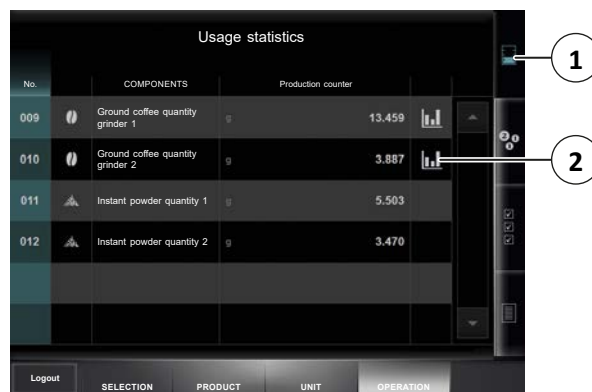 Usage statistics
No. COMPONENTS Production counter
009 Ground coffee quantity
grinder 1 g 13.459
010 Ground coffee quantity
grinder 2 g 3.887
011 Instant powder quantity 1 g 5.503
012 Instant powder quantity 2 g 3.470
Logout SELECTION PRODUCT UNIT OPERATION
1
2